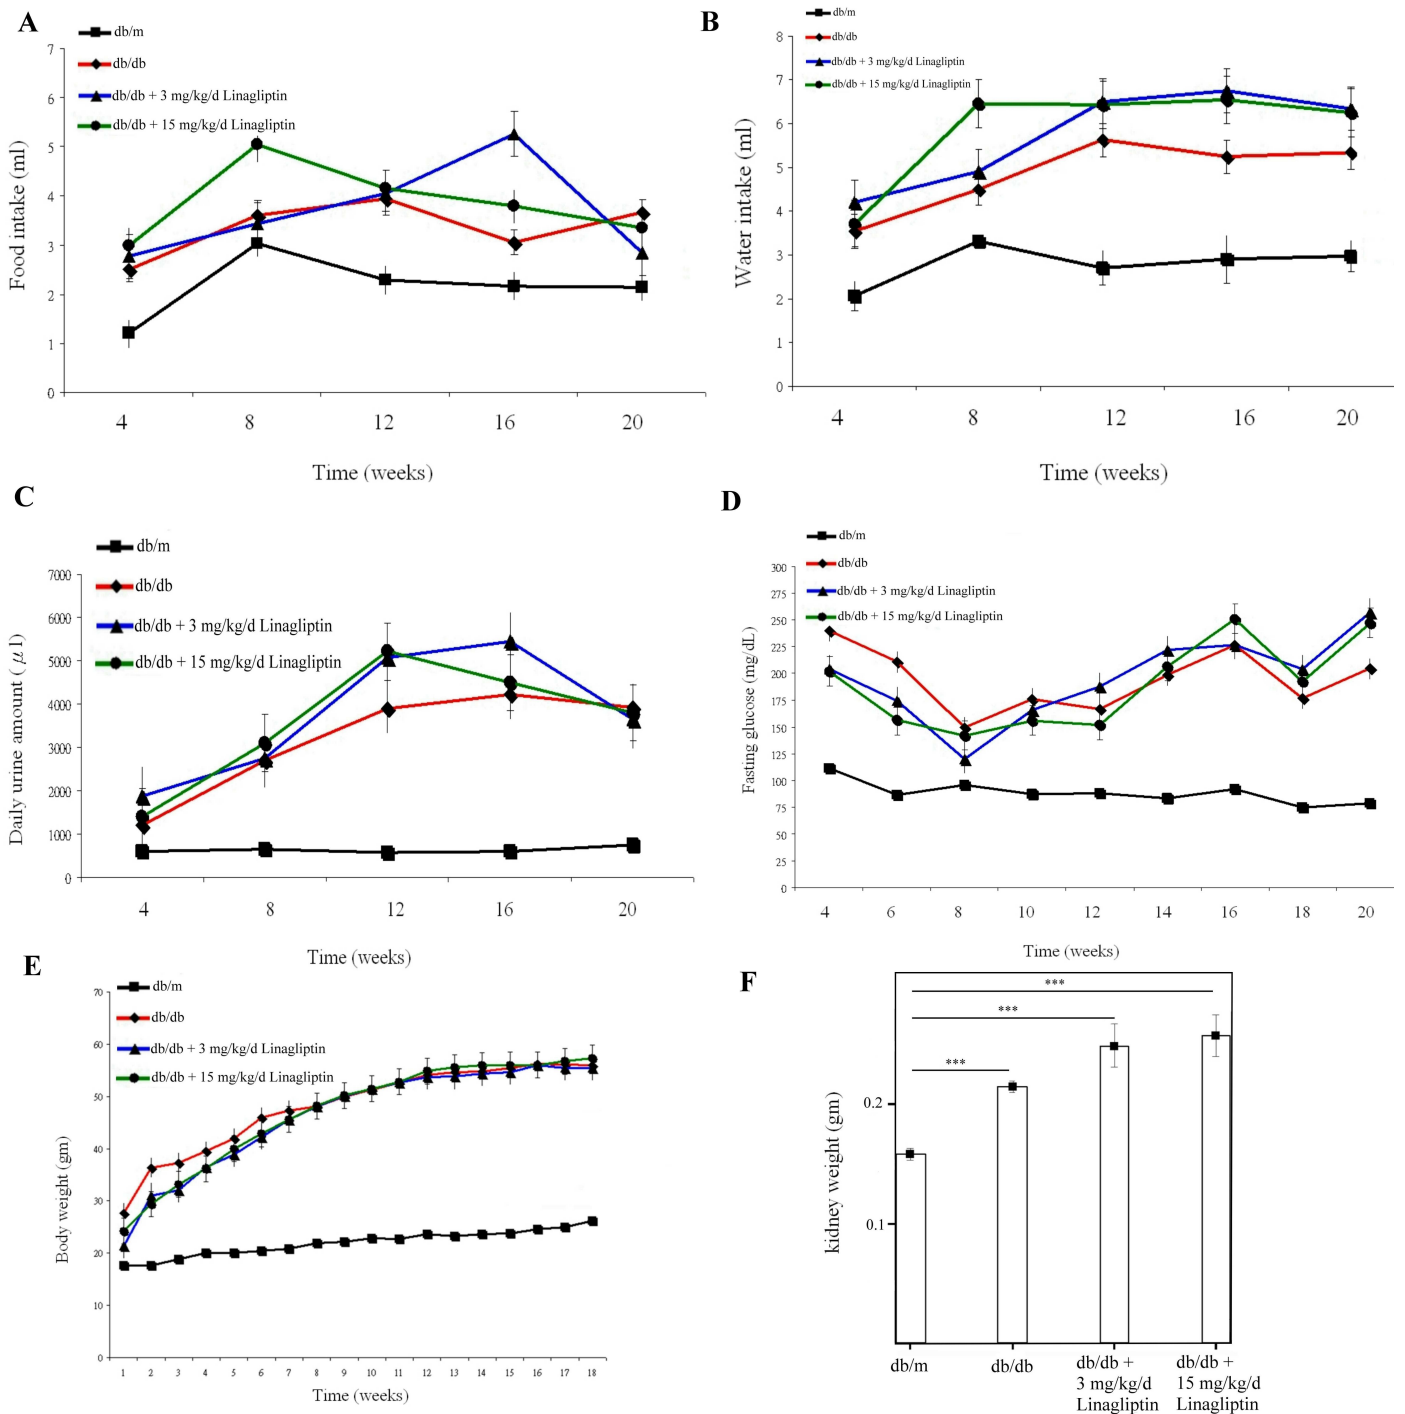 A
db/m
db/db
db/db + 3 mg/kg/d Linagliptin
db/db + 15 mg/kg/d Linagliptin
7
6
5
4
3
2
1
0
Food intake (ml)
4 8 12 16 20
Time (weeks)
B
db/m
db/db
db/db + 3 mg/kg/d Linagliptin
db/db + 15 mg/kg/d Linagliptin
8
7
6
5
4
3
2
1
0
Water intake (ml)
4 8 12 16 20
Time (weeks)
C
db/m
db/db
db/db + 3 mg/kg/d Linagliptin
db/db + 15 mg/kg/d Linagliptin
7000
6000
5000
4000
3000
2000
1000
0
Daily urine amount (μl)
4 8 12 16 20
Time (weeks)
D
db/m
db/db
db/db + 3 mg/kg/d Linagliptin
db/db + 15 mg/kg/d Linagliptin
300
275
250
225
200
175
150
125
100
75
50
25
0
Fasting glucose (mg/dL)
4 6 8 10 12 14 16 18 20
Time (weeks)
E
db/m
db/db
db/db + 3 mg/kg/d Linagliptin
db/db + 15 mg/kg/d Linagliptin
70
60
50
40
30
20
10
0
Body weight (gm)
1 2 3 4 5 6 7 8 9 10 11 12 13 14 15 16 17 18
Time (weeks)
F
***
***
***
0.2
0.1
kidney weight (gm)
db/m
db/db
db/db +
3 mg/kg/d
Linagliptin
db/db +
15 mg/kg/d
Linagliptin